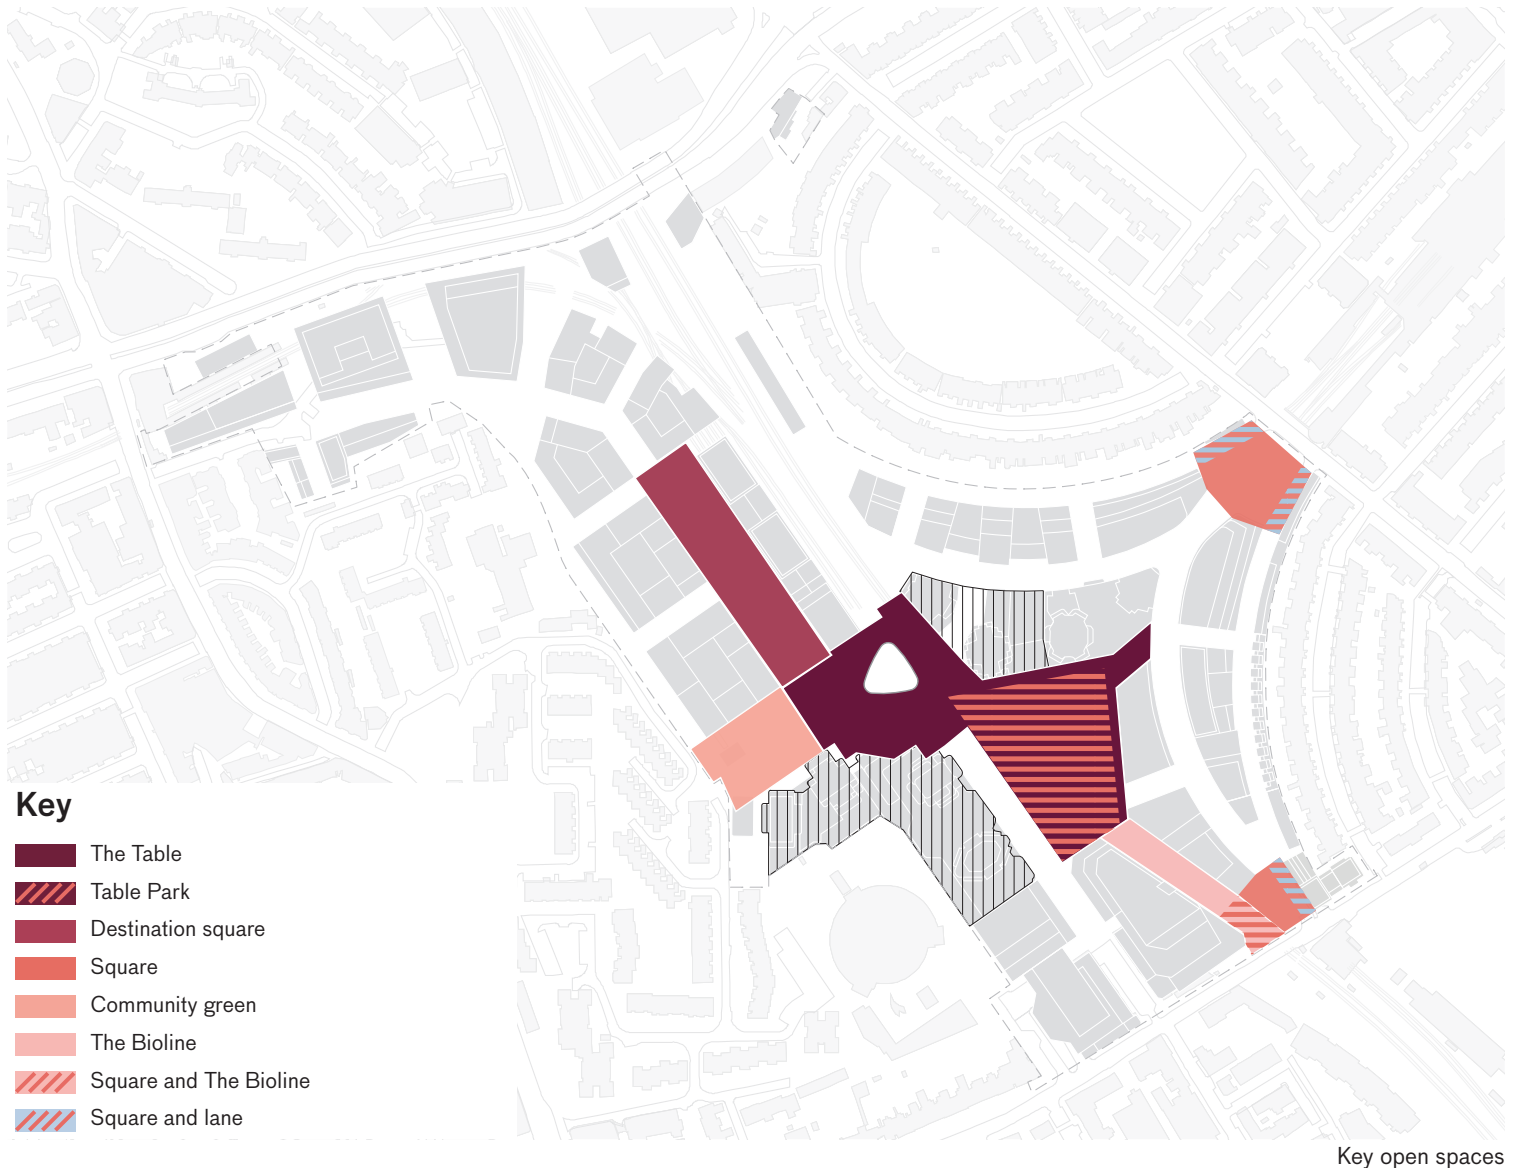 Key
The Table
Table Park
Destination square
Square
Community green
The Bioline
Square and The Bioline
Square and lane
Key open spaces